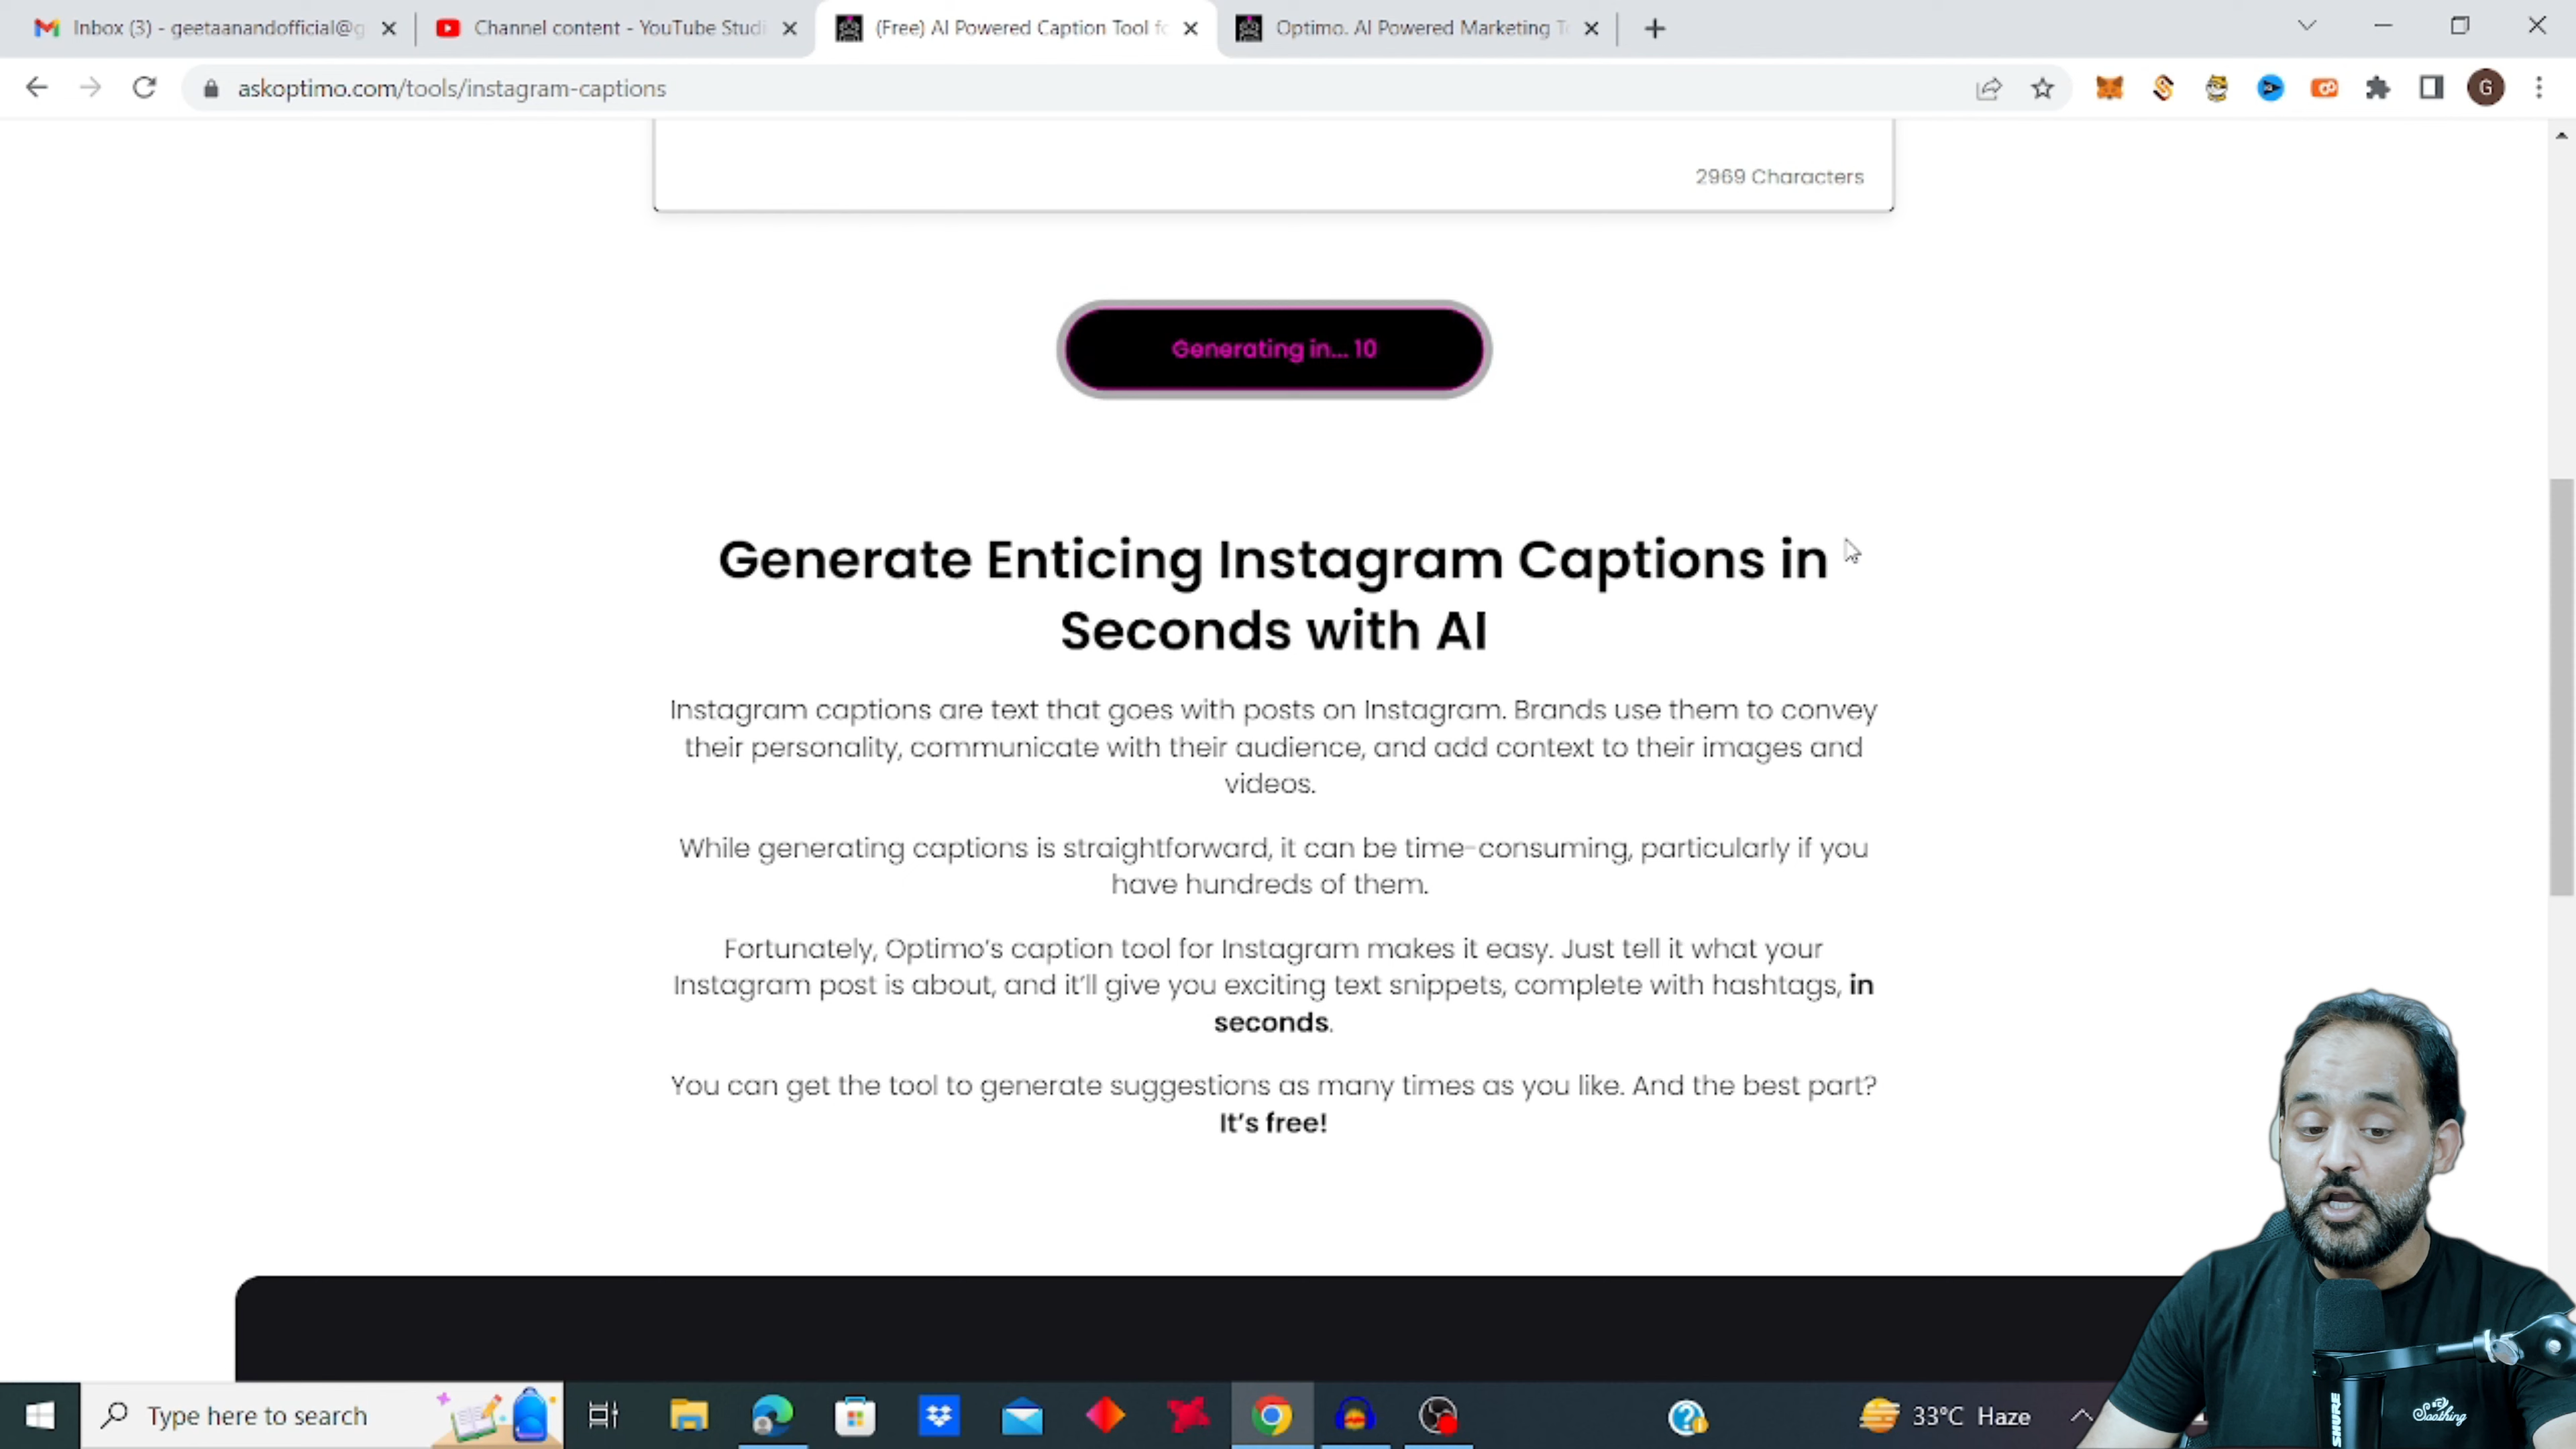 Inbox (3) - geetaanandofficial@g
Channel content - YouTube Studi
(Free) AI Powered Caption Tool fo
Optimo. AI Powered Marketing To
askoptimo.com/tools/instagram-captions
G
2969 Characters
Generating in... 10
Generate Enticing Instagram Captions in
Seconds with AI
Instagram captions are text that goes with posts on Instagram. Brands use them to convey
their personality, communicate with their audience, and add context to their images and
videos.
While generating captions is straightforward, it can be time-consuming, particularly if you
have hundreds of them.
Fortunately, Optimo's caption tool for Instagram makes it easy. Just tell it what your
Instagram post is about, and it'll give you exciting text snippets, complete with hashtags, in
seconds.
You can get the tool to generate suggestions as many times as you like. And the best part?
It's free!
SHURE
Soothing
Type here to search
33°C Haze